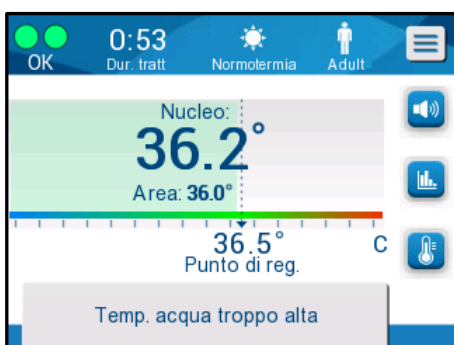 OK
0:53
Dur. tratt
Normotermia
Adult
Nucleo:
36.2°
Area: 36.0°
36.5°
C
Punto di reg.
Temp. acqua troppo alta